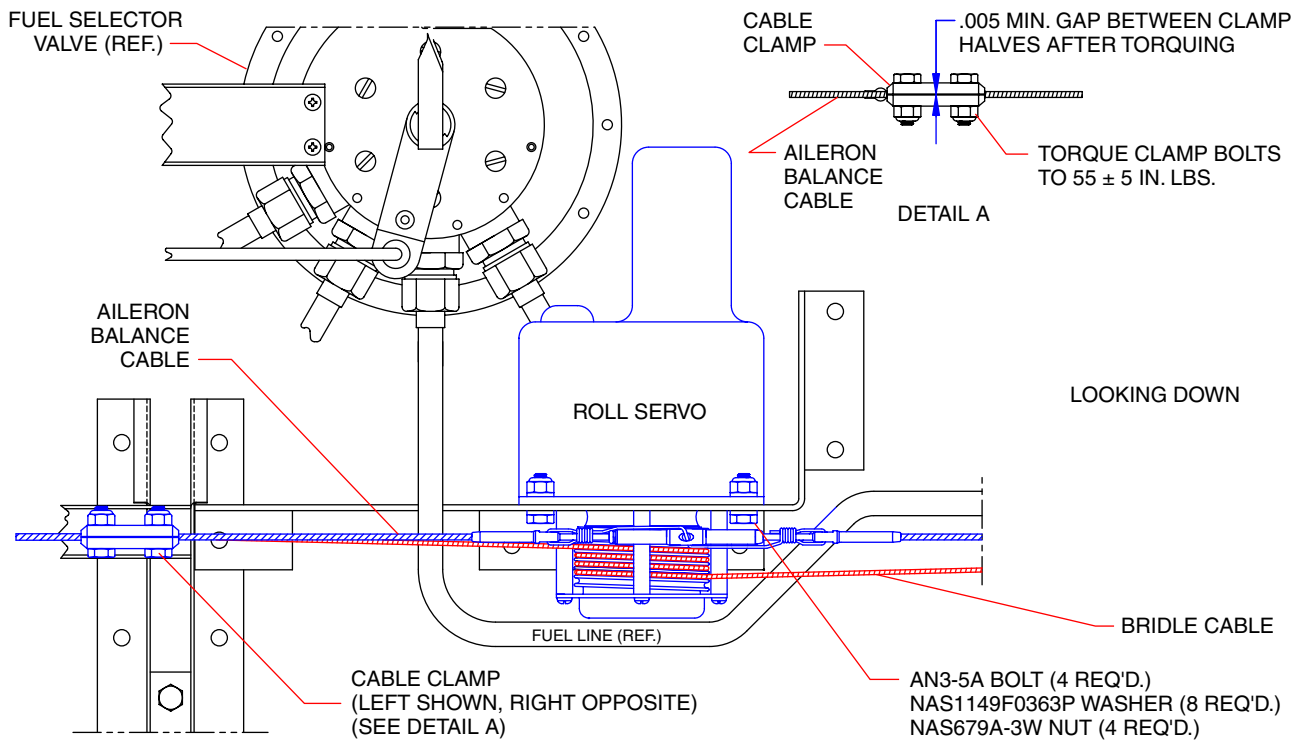 FUEL SELECTOR
VALVE (REF.)
CABLE
CLAMP
.005 MIN. GAP BETWEEN CLAMP
HALVES AFTER TORQUING
AILERON
BALANCE
CABLE
TORQUE CLAMP BOLTS
TO 55 ± 5 IN. LBS.
DETAIL A
AILERON
BALANCE
CABLE
ROLL SERVO
LOOKING DOWN
FUEL LINE (REF.)
BRIDLE CABLE
CABLE CLAMP
(LEFT SHOWN, RIGHT OPPOSITE)
(SEE DETAIL A)
AN3-5A BOLT (4 REQ'D.)
NAS1149F0363P WASHER (8 REQ'D.)
NAS679A-3W NUT (4 REQ'D.)